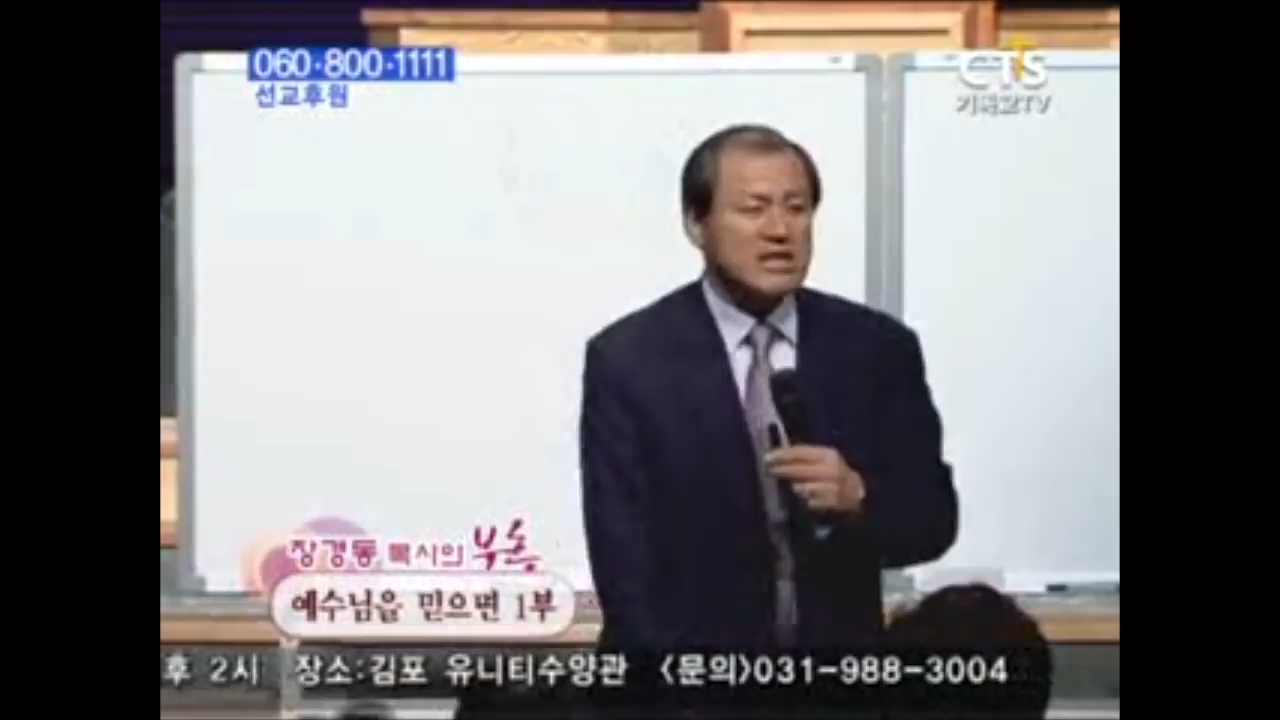 060·800·1111
선교후원
CTS
기독교TV
장경동 목사의 부흥
예수님을 믿으면 1부
후 2시 장소:김포 유니티수양관 <문의>031-988-3004